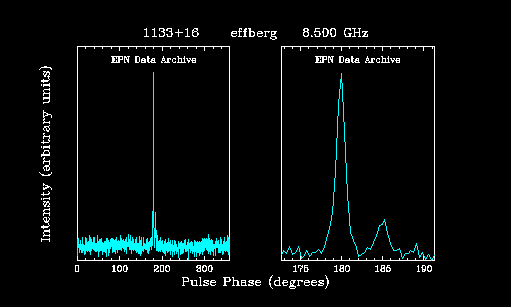 1133+16 effberg 8.500 GHz
EPN Data Archive EPN Data Archive
Intensity (arbitrary units)
0 100 200 300 175 180 185 190
Pulse Phase (degrees)